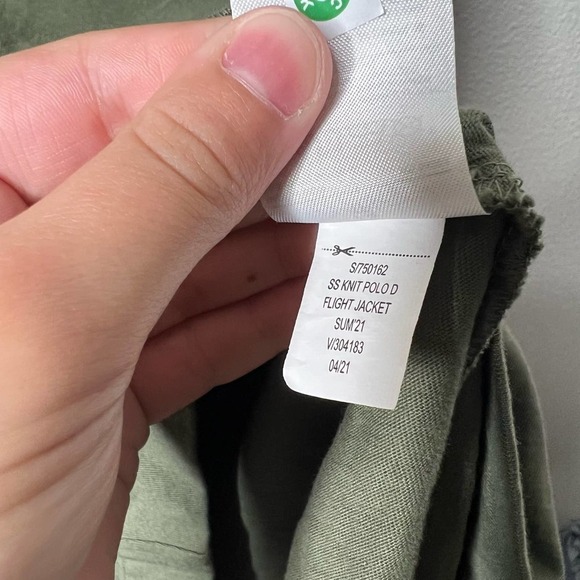 S/750162
SS KNIT POLO D
FLIGHT JACKET
SUM'21
V/304183
04/21